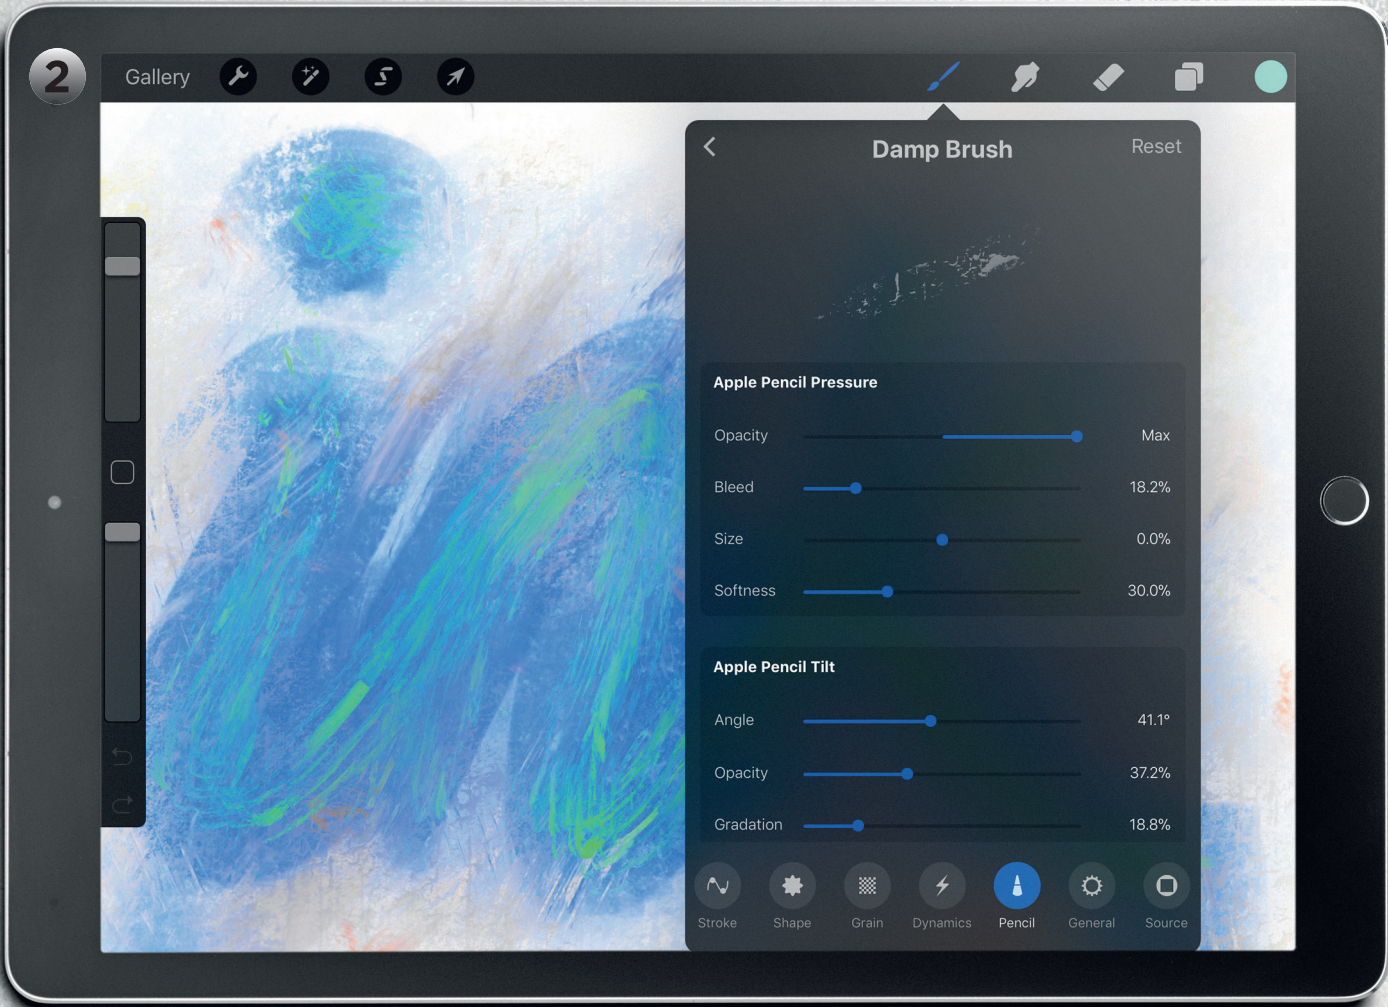 2
Gallery
Damp Brush
Reset
Apple Pencil Pressure
Opacity Max
Bleed 18.2%
Size 0.0%
Softness 30.0%
Apple Pencil Tilt
Angle 41.1°
Opacity 37.2%
Gradation 18.8%
Stroke Shape Grain Dynamics Pencil General Source